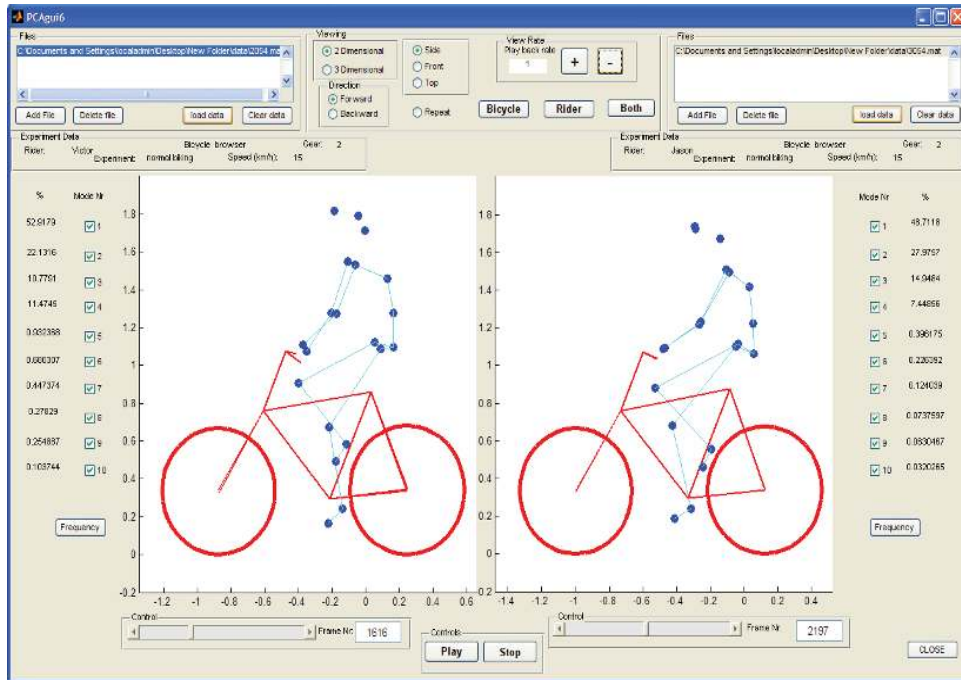 PCAgui6
Files
C:\Documents and Settings\localadmin\Desktop\New Folder\data\2054.mat
Add File Delete file load data Clear data
Viewing
2 Dimensional
3 Dimensional
Direction
Forward
Backward
Side
Front
Top
Repeat
View Rate
Play back rate
1 + -
Bicycle Rider Both
Files
C:\Documents and Settings\localadmin\Desktop\New Folder\data\3054.mat
Add File Delete file load data Clear data
Experiment Data
Bicycle browser Gear: 2
Rider: Victor
Experiment: normal biking Speed (km/h): 15
Experiment Data
Bicycle browser Gear: 2
Rider: Jason
Experiment: normal biking Speed (km/h): 15
% Mode Nr
52.9179 1
22.1316 2
10.7791 3
11.4745 4
5
6
0.447374 7
0.27829 8
9
0.103744 10
Frequency
1.8
1.6
1.4
1.2
1
0.8
0.6
0.4
0.2
0
-0.2
-1.2 -1 -0.8 -0.6 -0.4 -0.2 0 0.2 0.4 0.6
1.8
1.6
1.4
1.2
1
0.8
0.6
0.4
0.2
0
-0.2
-1.4 -1.2 -1 -0.8 -0.6 -0.4 -0.2 0 0.2 0.4
Mode Nr %
1 48.7118
2 27.9797
3 14.9484
4 7.44856
5 0.396175
6 0.226392
7 0.124039
8 0.0737597
9
10 0.0320265
Frequency
Control
Frame Nr 1616
Controls
Play Stop
Control
Frame Nr 2197
CLOSE